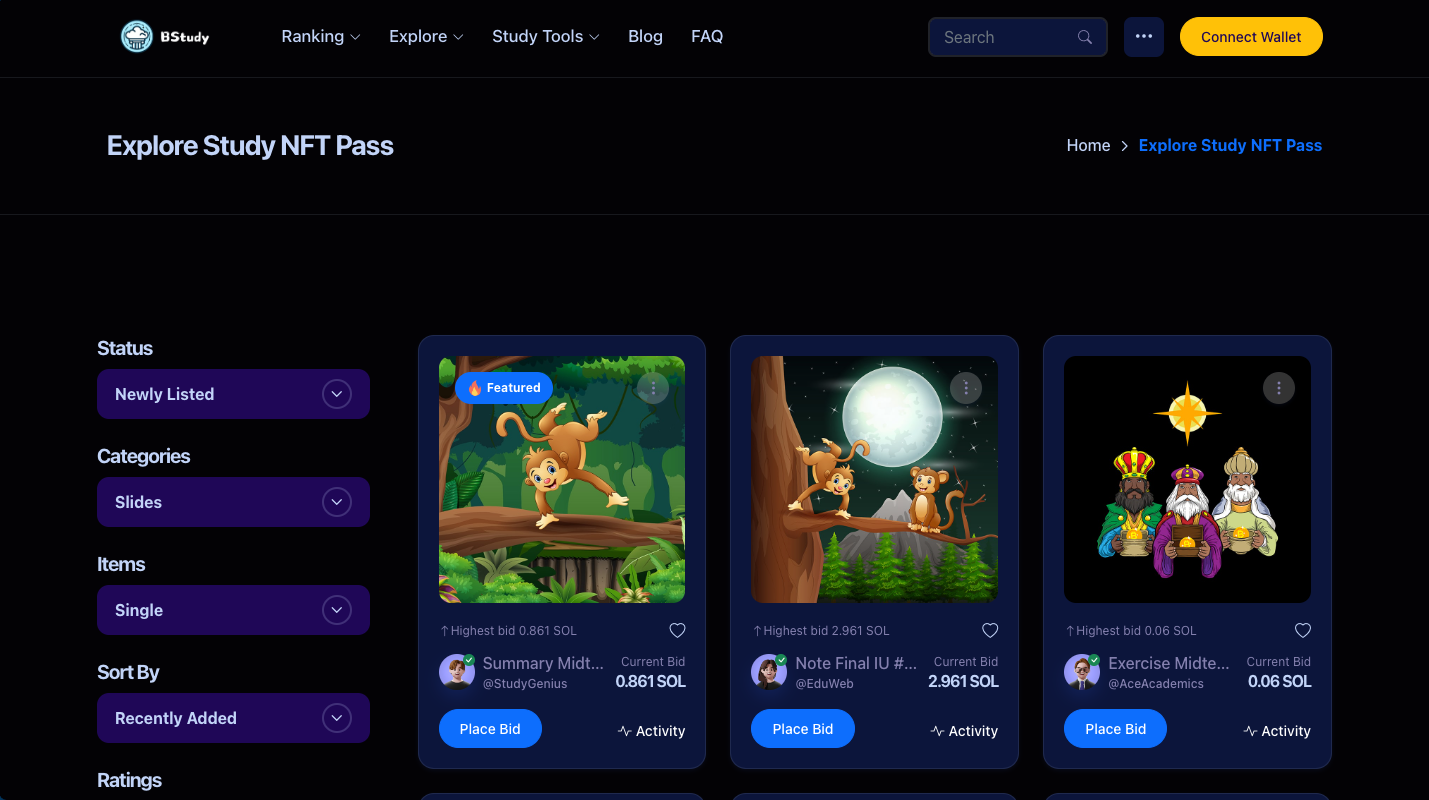 BStudy
Ranking
Explore
Study Tools
Blog
FAQ
Search
Connect Wallet
Explore Study NFT Pass
Home
Explore Study NFT Pass
Status
Newly Listed
Categories
Slides
Items
Single
Sort By
Recently Added
Ratings
Featured
Highest bid 0.861 SOL
Summary Midt...
@StudyGenius
Current Bid
0.861 SOL
Place Bid
Activity
Highest bid 2.961 SOL
Note Final IU #...
@EduWeb
Current Bid
2.961 SOL
Place Bid
Activity
Highest bid 0.06 SOL
Exercise Midte...
@AceAcademics
Current Bid
0.06 SOL
Place Bid
Activity